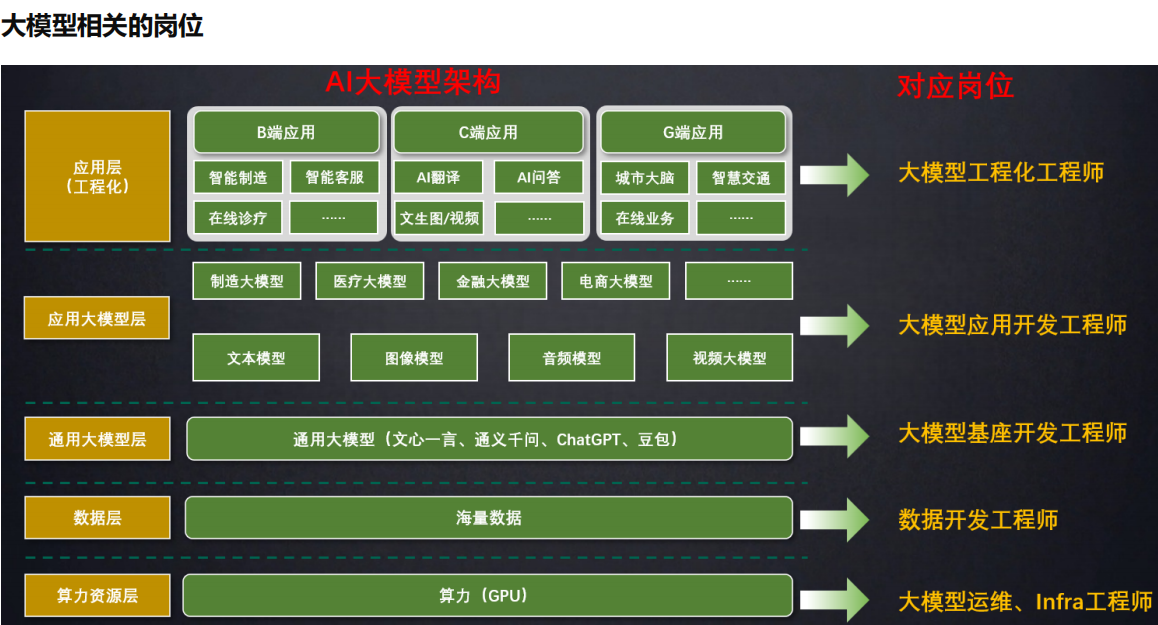 大模型相关的岗位
AI大模型架构
对应岗位
应用层
（工程化）
B端应用
C端应用
G端应用
智能制造
智能客服
AI翻译
AI问答
城市大脑
智慧交通
在线诊疗
……
文生图/视频
……
在线业务
……
大模型工程化工程师
应用大模型层
制造大模型
医疗大模型
金融大模型
电商大模型
……
文本模型
图像模型
音频模型
视频大模型
大模型应用开发工程师
通用大模型层
通用大模型（文心一言、通义千问、ChatGPT、豆包）
大模型基座开发工程师
数据层
海量数据
数据开发工程师
算力资源层
算力（GPU）
大模型运维、Infra工程师